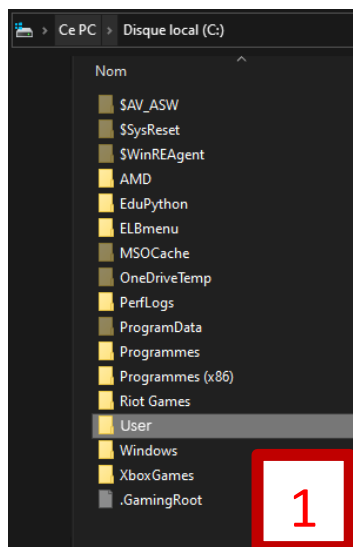 Ce PC > Disque local (C:)
Nom
$AV_ASW
$SysReset
$WinREAgent
AMD
EduPython
ELBmenu
MSOCache
OneDriveTemp
PerfLogs
ProgramData
Programmes
Programmes (x86)
Riot Games
User
Windows
XboxGames
.GamingRoot
1